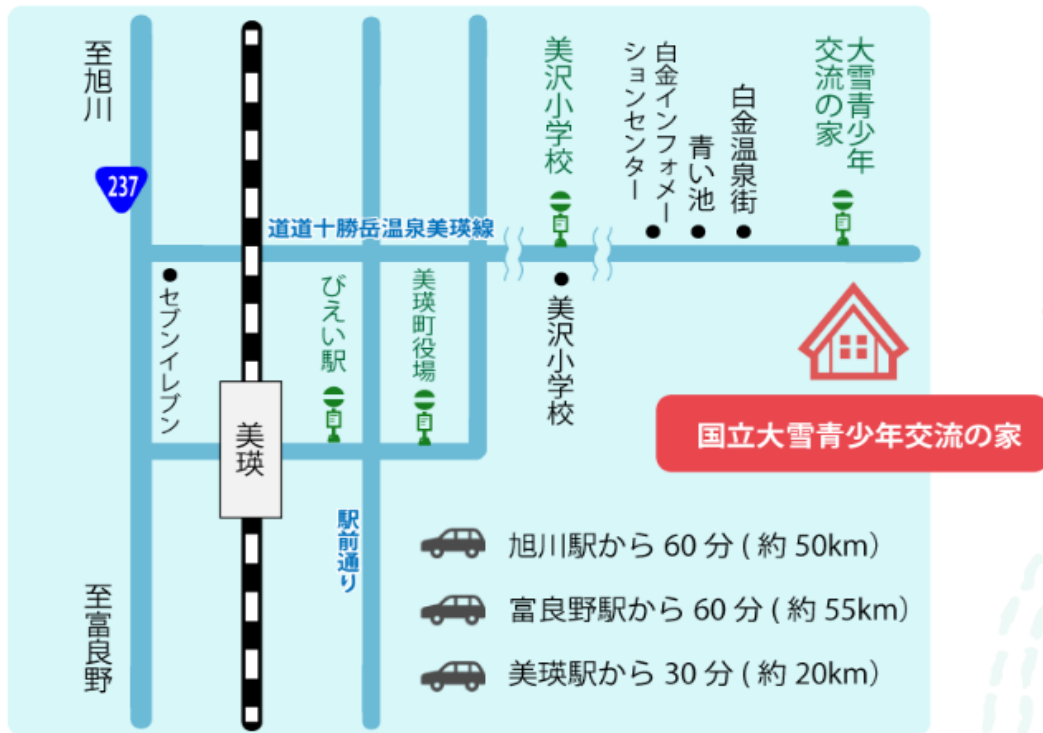 至旭川
237
道道十勝岳温泉美瑛線
セブンイレブン
びえい駅
美瑛町役場
美沢小学校
美沢小学校
白金インフォメー
ションセンター
青い池
白金温泉街
大雪青少年
交流の家
国立大雪青少年交流の家
美瑛
駅前通り
至富良野
旭川駅から 60 分 ( 約 50km）
富良野駅から 60 分 ( 約 55km）
美瑛駅から 30 分 ( 約 20km）